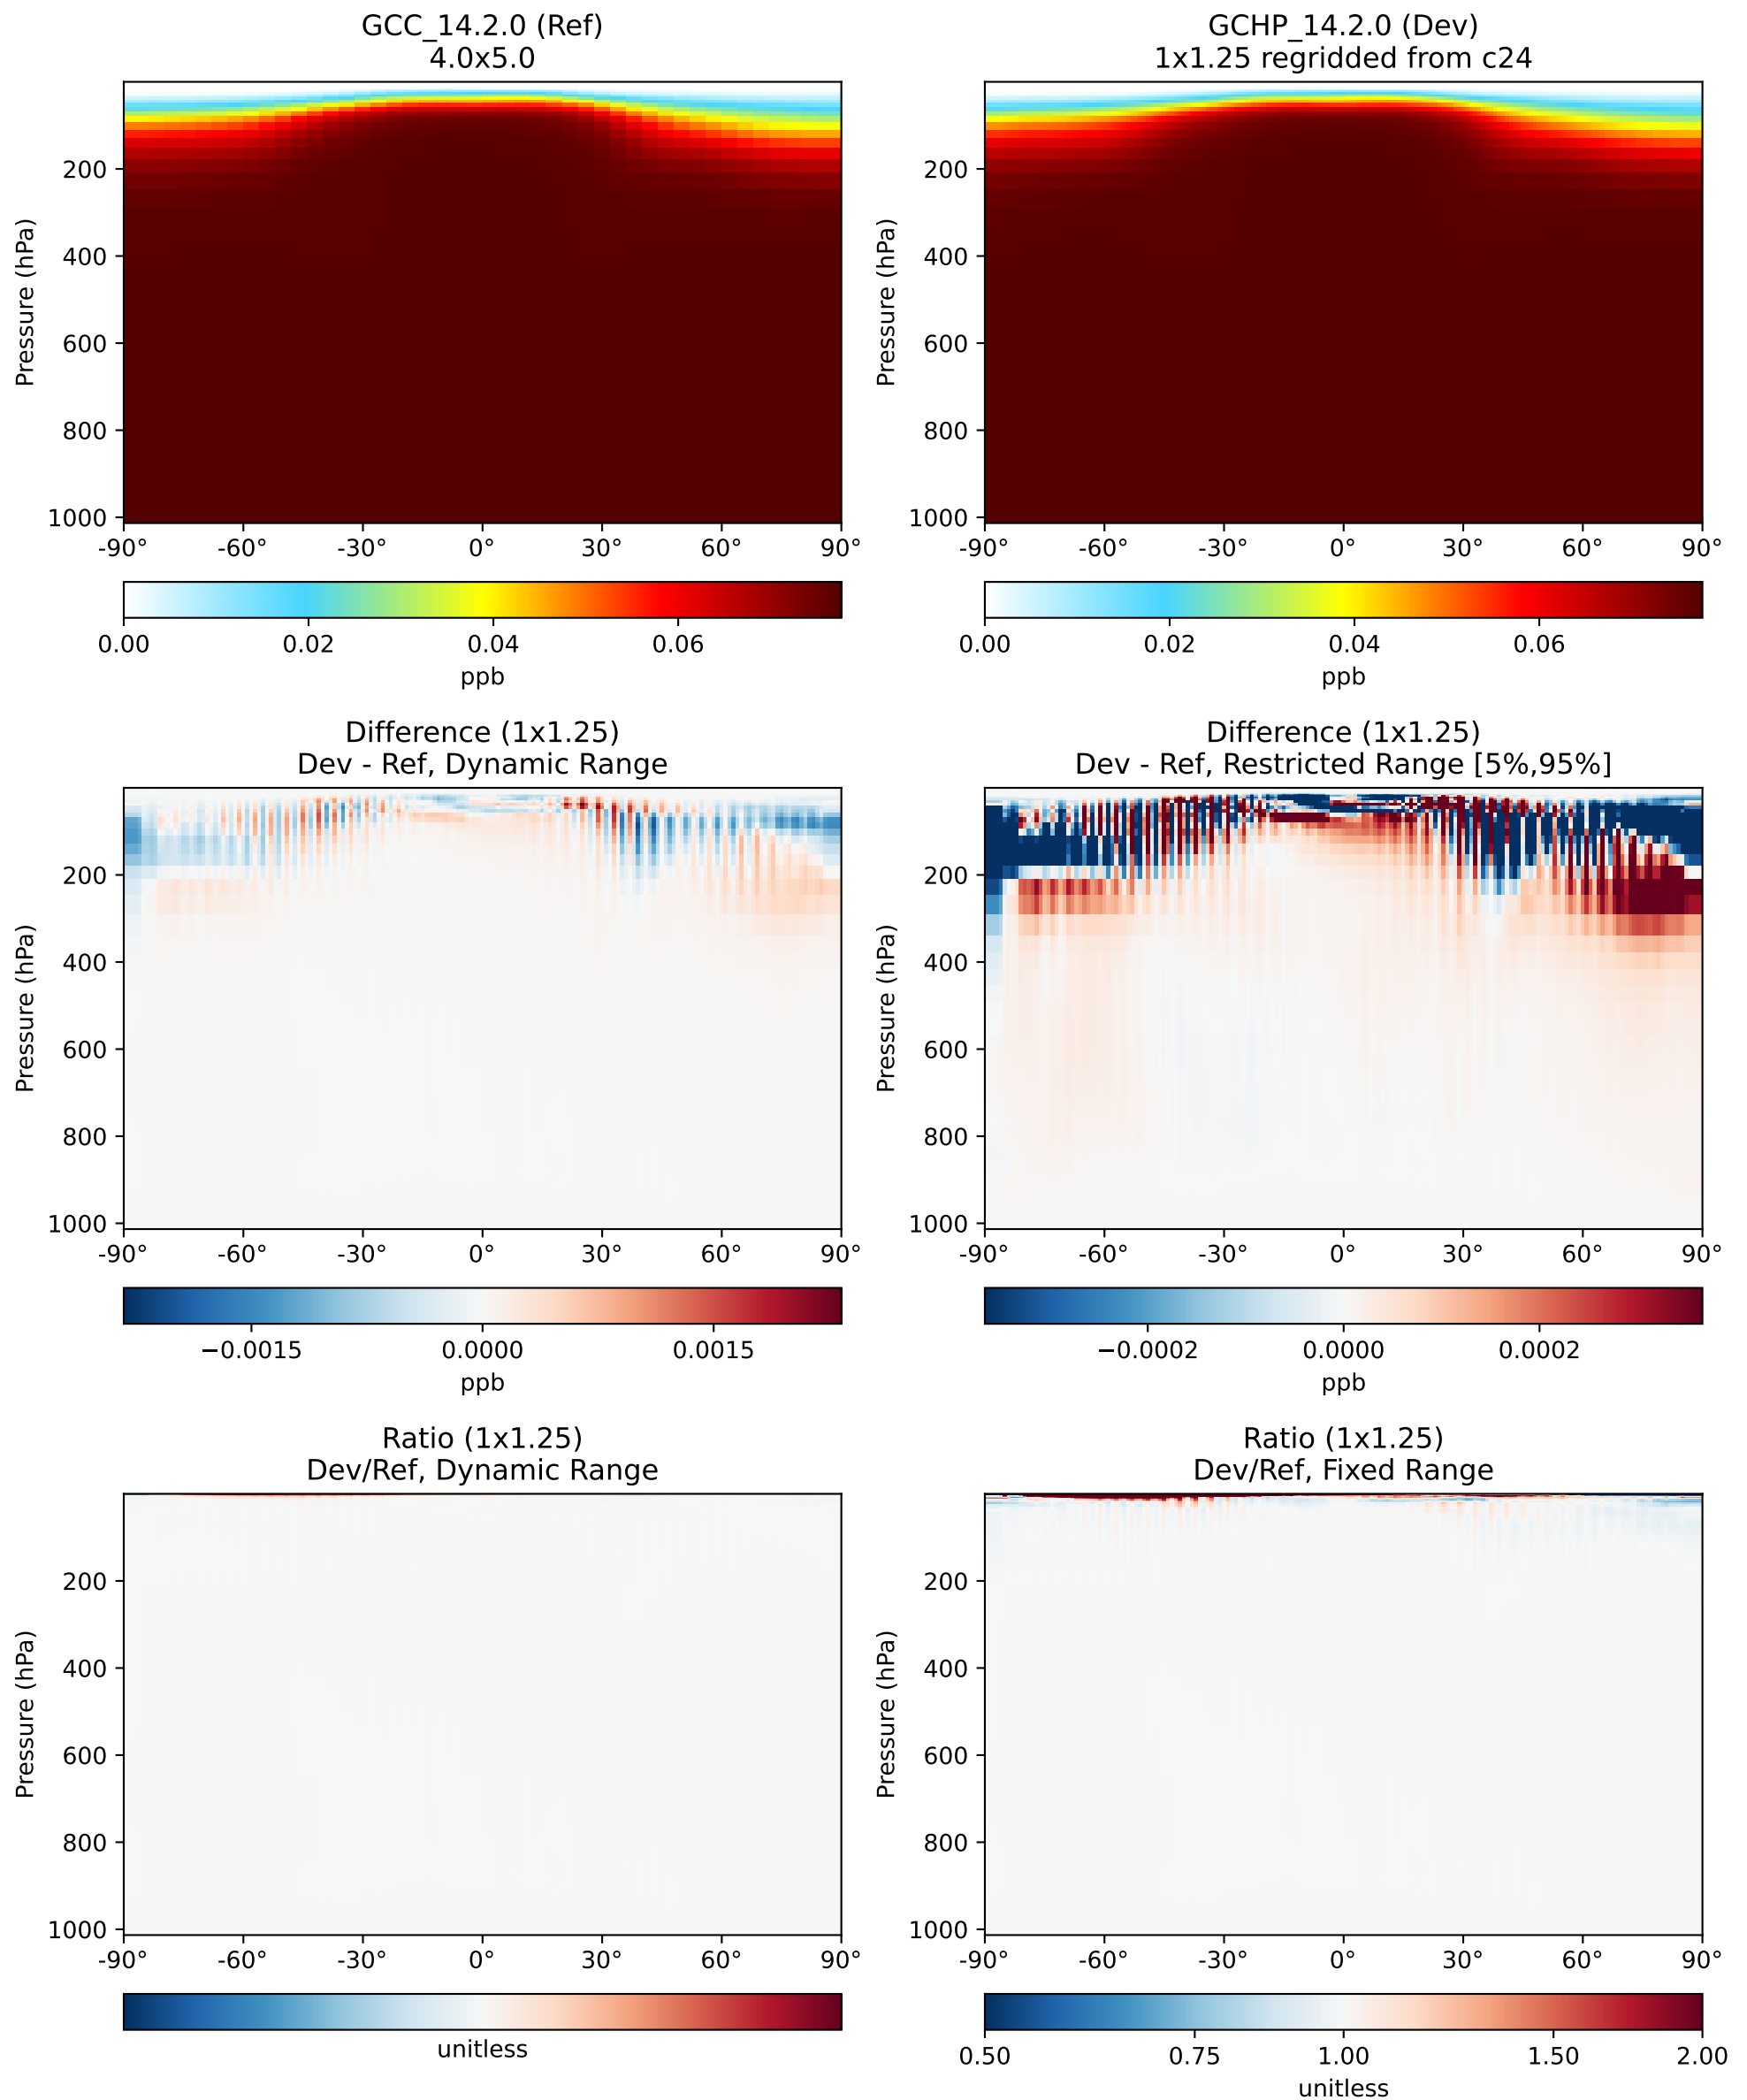 GCC_14.2.0 (Ref)
4.0x5.0
Pressure (hPa)
200
400
600
800
1000
-90° -60° -30° 0° 30° 60° 90°
0.00 0.02 0.04 0.06
ppb
GCHP_14.2.0 (Dev)
1x1.25 regridded from c24
Pressure (hPa)
200
400
600
800
1000
-90° -60° -30° 0° 30° 60° 90°
0.00 0.02 0.04 0.06
ppb
Difference (1x1.25)
Dev - Ref, Dynamic Range
Pressure (hPa)
200
400
600
800
1000
-90° -60° -30° 0° 30° 60° 90°
−0.0015 0.0000 0.0015
ppb
Difference (1x1.25)
Dev - Ref, Restricted Range [5%,95%]
Pressure (hPa)
200
400
600
800
1000
-90° -60° -30° 0° 30° 60° 90°
−0.0002 0.0000 0.0002
ppb
Ratio (1x1.25)
Dev/Ref, Dynamic Range
Pressure (hPa)
200
400
600
800
1000
-90° -60° -30° 0° 30° 60° 90°
unitless
Ratio (1x1.25)
Dev/Ref, Fixed Range
Pressure (hPa)
200
400
600
800
1000
-90° -60° -30° 0° 30° 60° 90°
0.50 0.75 1.00 1.50 2.00
unitless